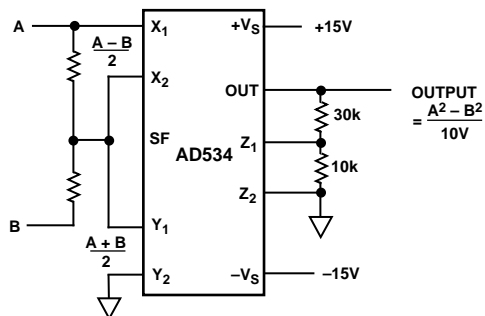 A
X1
+VS
+15V
A – B
2
X2
OUT
OUTPUT
= A² – B²
10V
30k
SF
Z1
AD534
10k
Z2
B
Y1
A + B
2
Y2
–VS
–15V